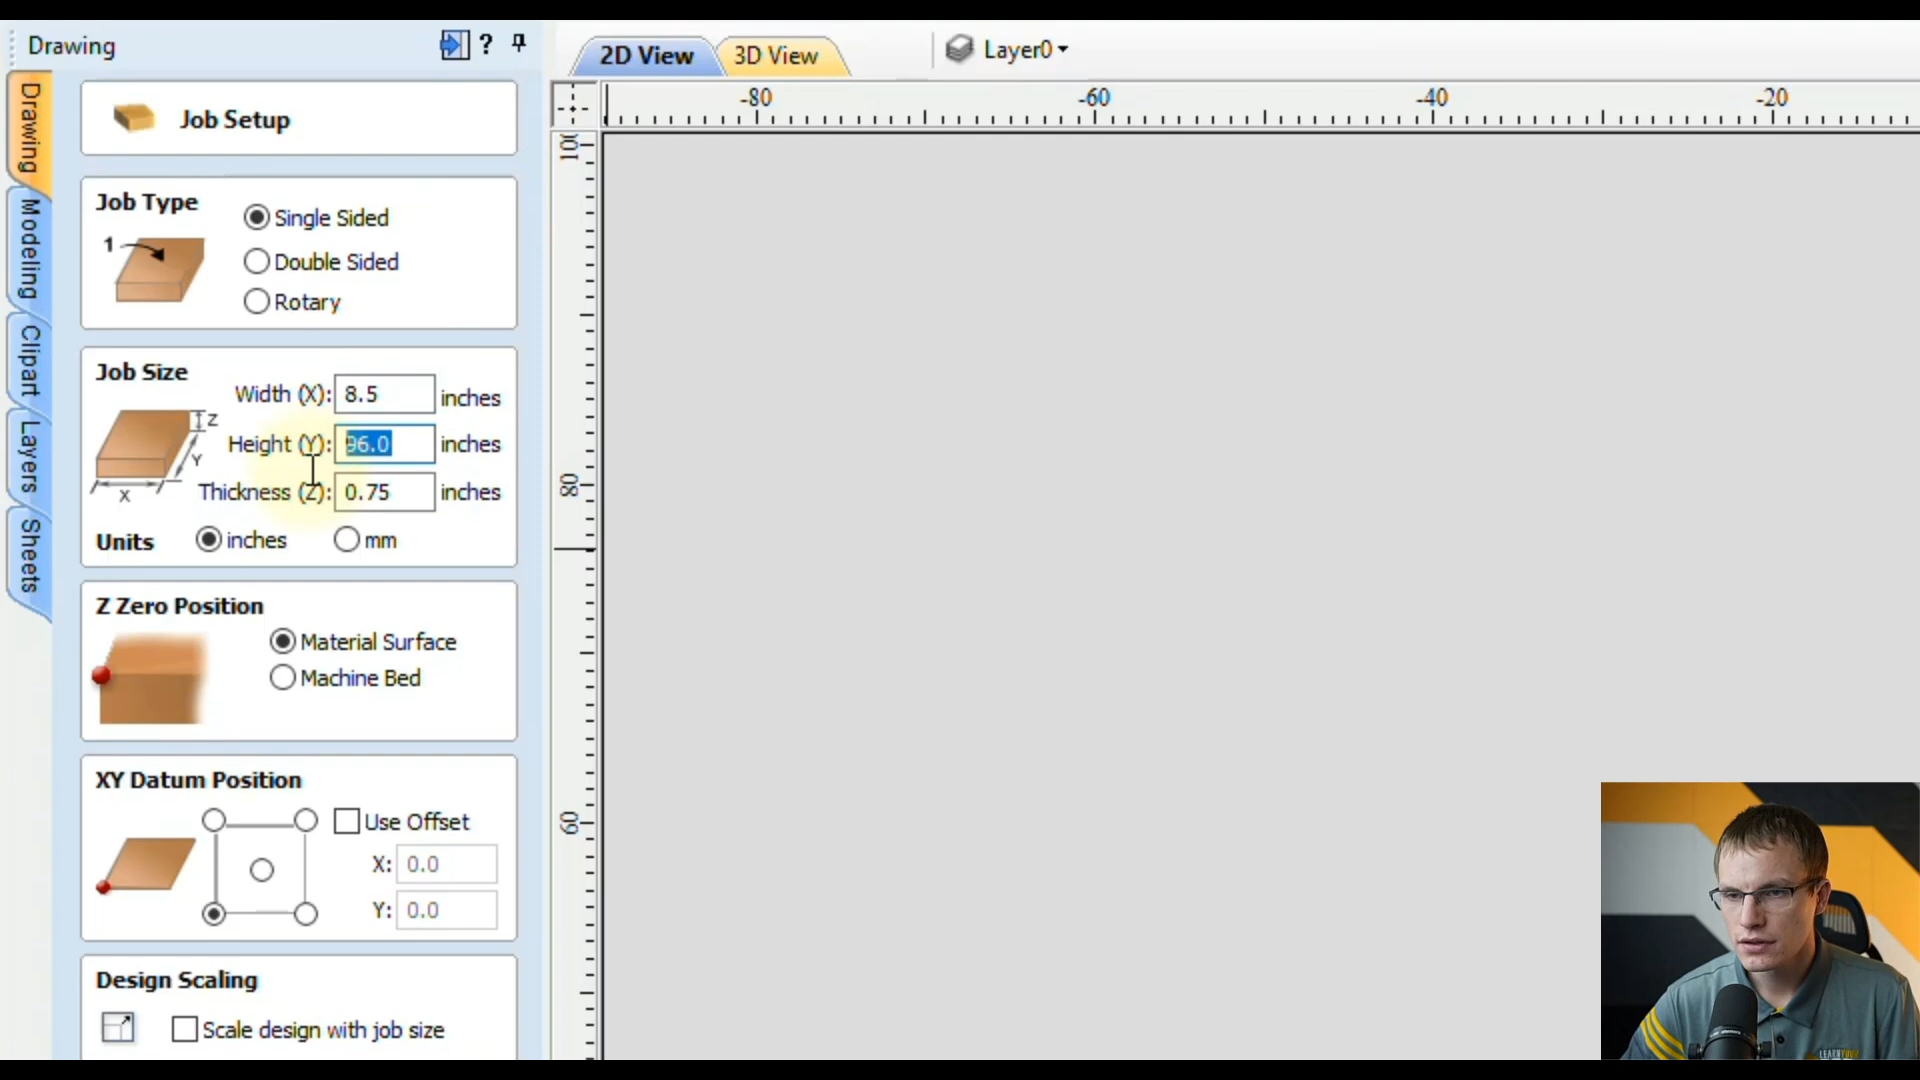 Drawing
?
2D View
3D View
Layer0
-80
-60
-40
-20
Drawing
Modeling
Clipart
Layers
Sheets
Job Setup
Job Type
1
Single Sided
Double Sided
Rotary
Job Size
Z
Y
X
Width (X): 8.5 inches
Height (Y): 96.0 inches
Thickness (Z): 0.75 inches
Units inches mm
Z Zero Position
Material Surface
Machine Bed
XY Datum Position
Use Offset
X: 0.0
Y: 0.0
Design Scaling
Scale design with job size
100
80
60